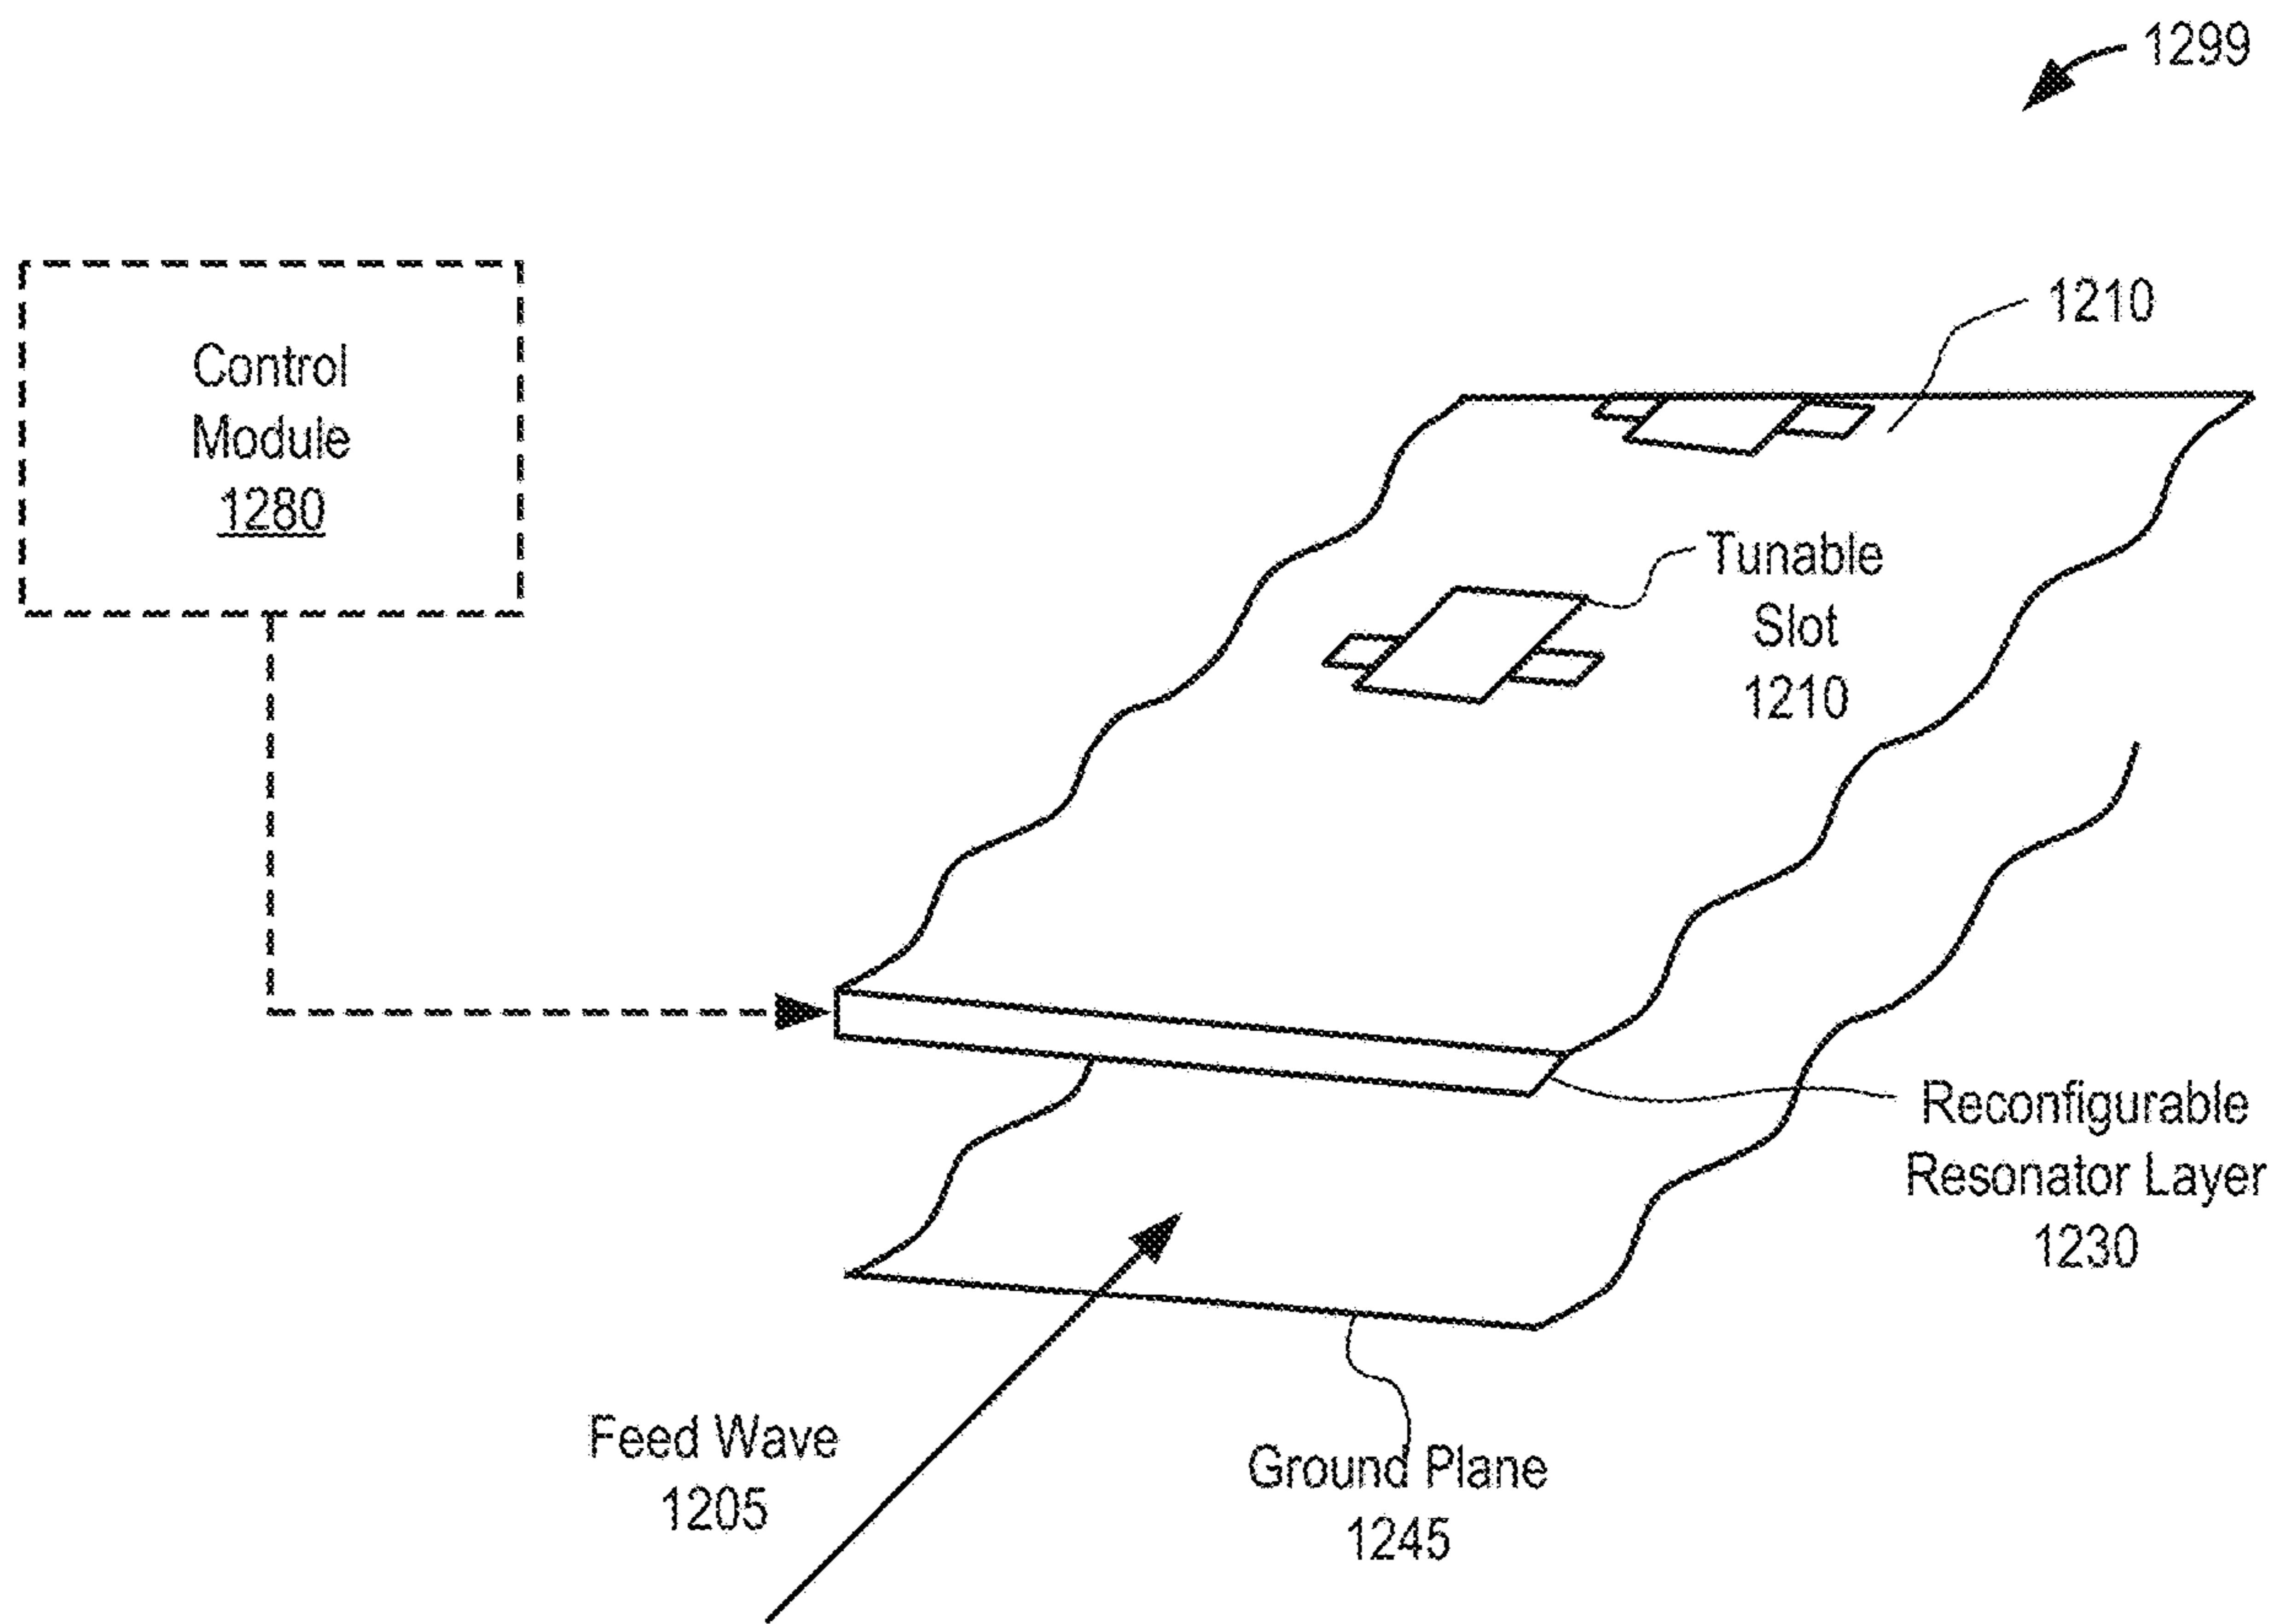 1299
1210
Control
Module
1280
Tunable
Slot
1210
Reconfigurable
Resonator Layer
1230
Feed Wave
1205
Ground Plane
1245